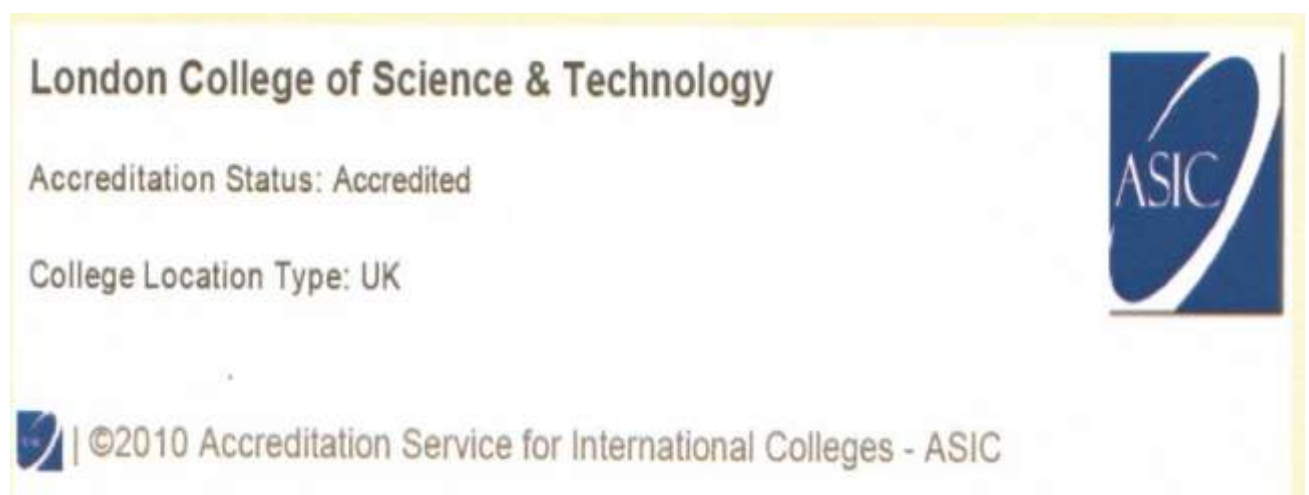 London College of Science & Technology
Accreditation Status: Accredited
ASIC
College Location Type: UK
| ©2010 Accreditation Service for International Colleges - ASIC